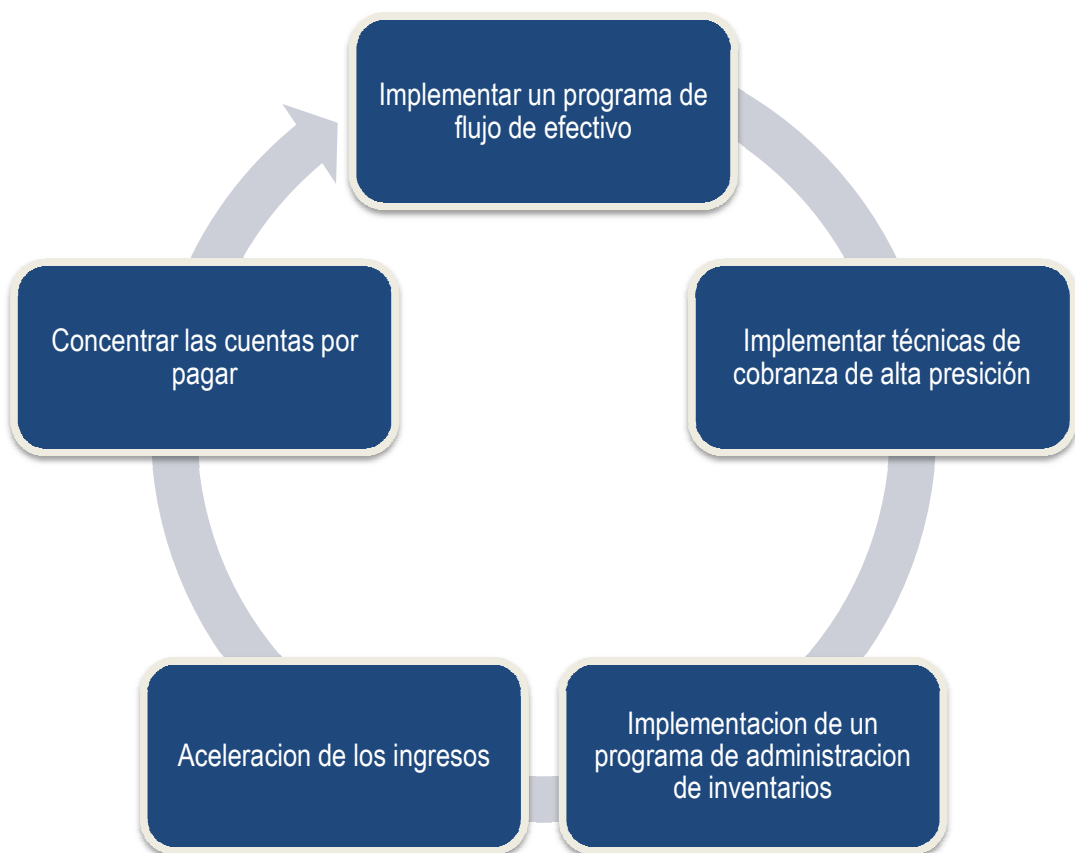 Implementar un programa de
flujo de efectivo
Implementar técnicas de
cobranza de alta presición
Implementacion de un
programa de administracion
de inventarios
Aceleracion de los ingresos
Concentrar las cuentas por
pagar